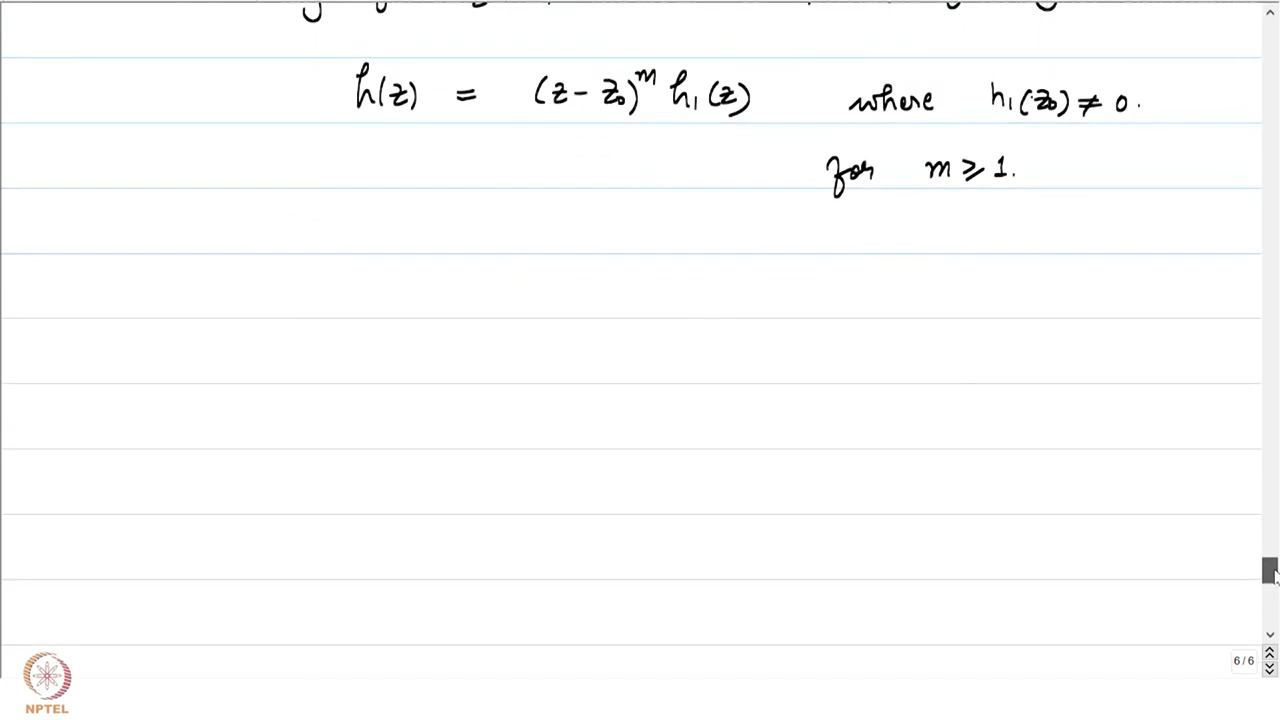 h(z) = (z - z₀)ᵐ h₁(z) where h₁(z₀) ≠ 0.
for m ⩾ 1.
6 / 6
NPTEL